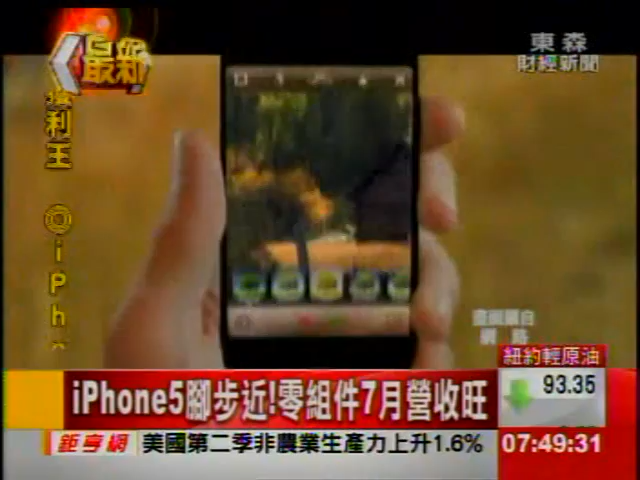 最新
東森
財經新聞
利
王
iPh
畫面翻自
網路
紐約輕原油
93.35
iPhone5腳步近!零組件7月營收旺
鉅亨網
美國第二季非農業生產力上升1.6%
07:49:31